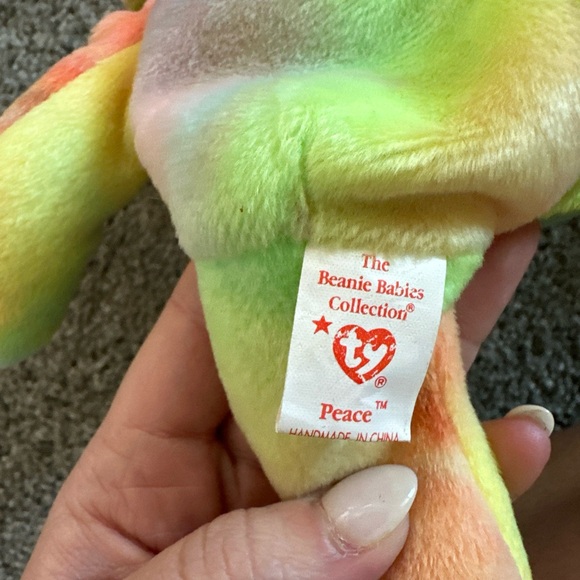 The
Beanie Babies
Collection®
ty®
Peace™
HANDMADE IN CHINA